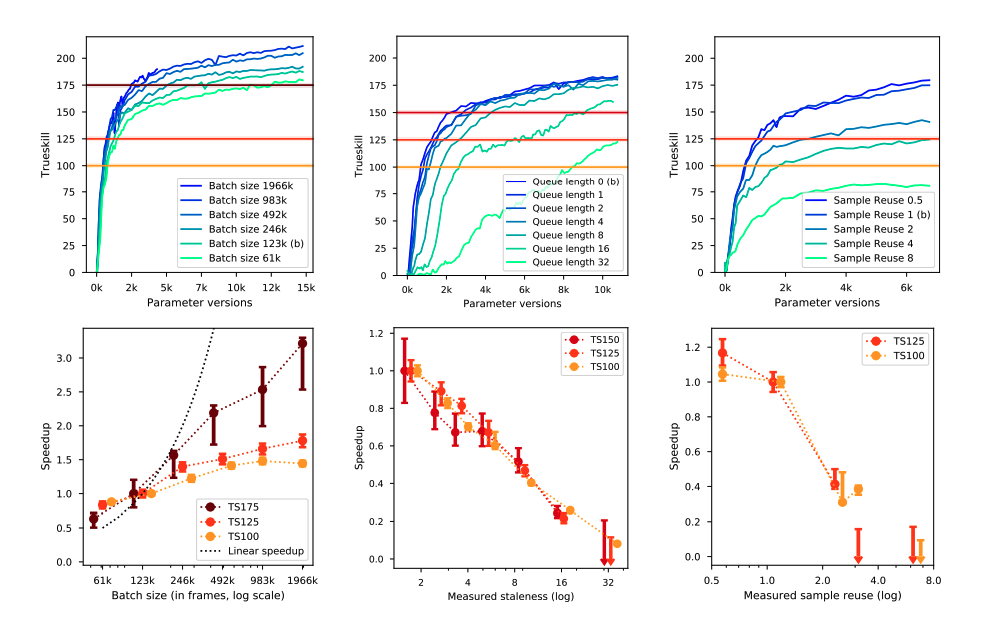 Trueskill
200
175
150
125
100
75
50
25
0
Batch size 1966k
Batch size 983k
Batch size 492k
Batch size 246k
Batch size 123k (b)
Batch size 61k
0k 2k 5k 7k 10k 12k 15k
Parameter versions
Trueskill
200
175
150
125
100
75
50
25
0
Queue length 0 (b)
Queue length 1
Queue length 2
Queue length 4
Queue length 8
Queue length 16
Queue length 32
0k 2k 4k 6k 8k 10k
Parameter versions
Trueskill
200
175
150
125
100
75
50
25
0
Sample Reuse 0.5
Sample Reuse 1 (b)
Sample Reuse 2
Sample Reuse 4
Sample Reuse 8
0k 2k 4k 6k
Parameter versions
Speedup
3.0
2.5
2.0
1.5
1.0
0.5
0.0
TS175
TS125
TS100
Linear speedup
61k 123k 246k 492k 983k 1966k
Batch size (in frames, log scale)
Speedup
1.2
1.0
0.8
0.6
0.4
0.2
0.0
TS150
TS125
TS100
2 4 8 16 32
Measured staleness (log)
Speedup
1.2
1.0
0.8
0.6
0.4
0.2
0.0
TS125
TS100
0.5 1.0 2.0 4.0 8.0
Measured sample reuse (log)